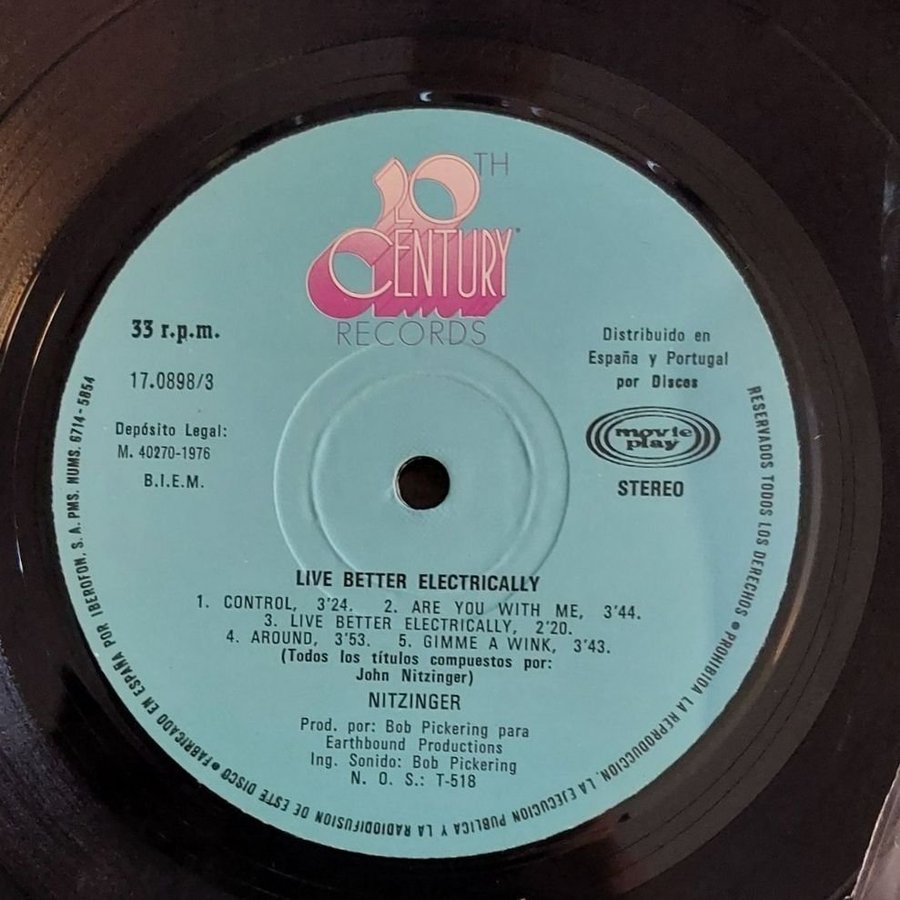 20TH
CENTURY
RECORDS
33 r.p.m.
17.0898/3
Depósito Legal:
M. 40270-1976
B.I.E.M.
Distribuido en
España y Portugal
por Discos
movie
play
STEREO
LIVE BETTER ELECTRICALLY
1. CONTROL, 3'24. 2. ARE YOU WITH ME, 3'44.
3. LIVE BETTER ELECTRICALLY, 2'20.
4. AROUND, 3'53. 5. GIMME A WINK, 3'43.
(Todos los títulos compuestos por:
John Nitzinger)
NITZINGER
Prod. por: Bob Pickering para
Earthbound Productions
Ing. Sonido: Bob Pickering
N. O. S.: T-518
RESERVADOS TODOS LOS DERECHOS • PROHIBIDA LA REPRODUCCION, LA EJECUCION PUBLICA Y LA RADIODIFUSION DE ESTE DISCO • FABRICADO EN ESPAÑA POR IBEROFON, S. A. PMS. NUMS. 6714-5854